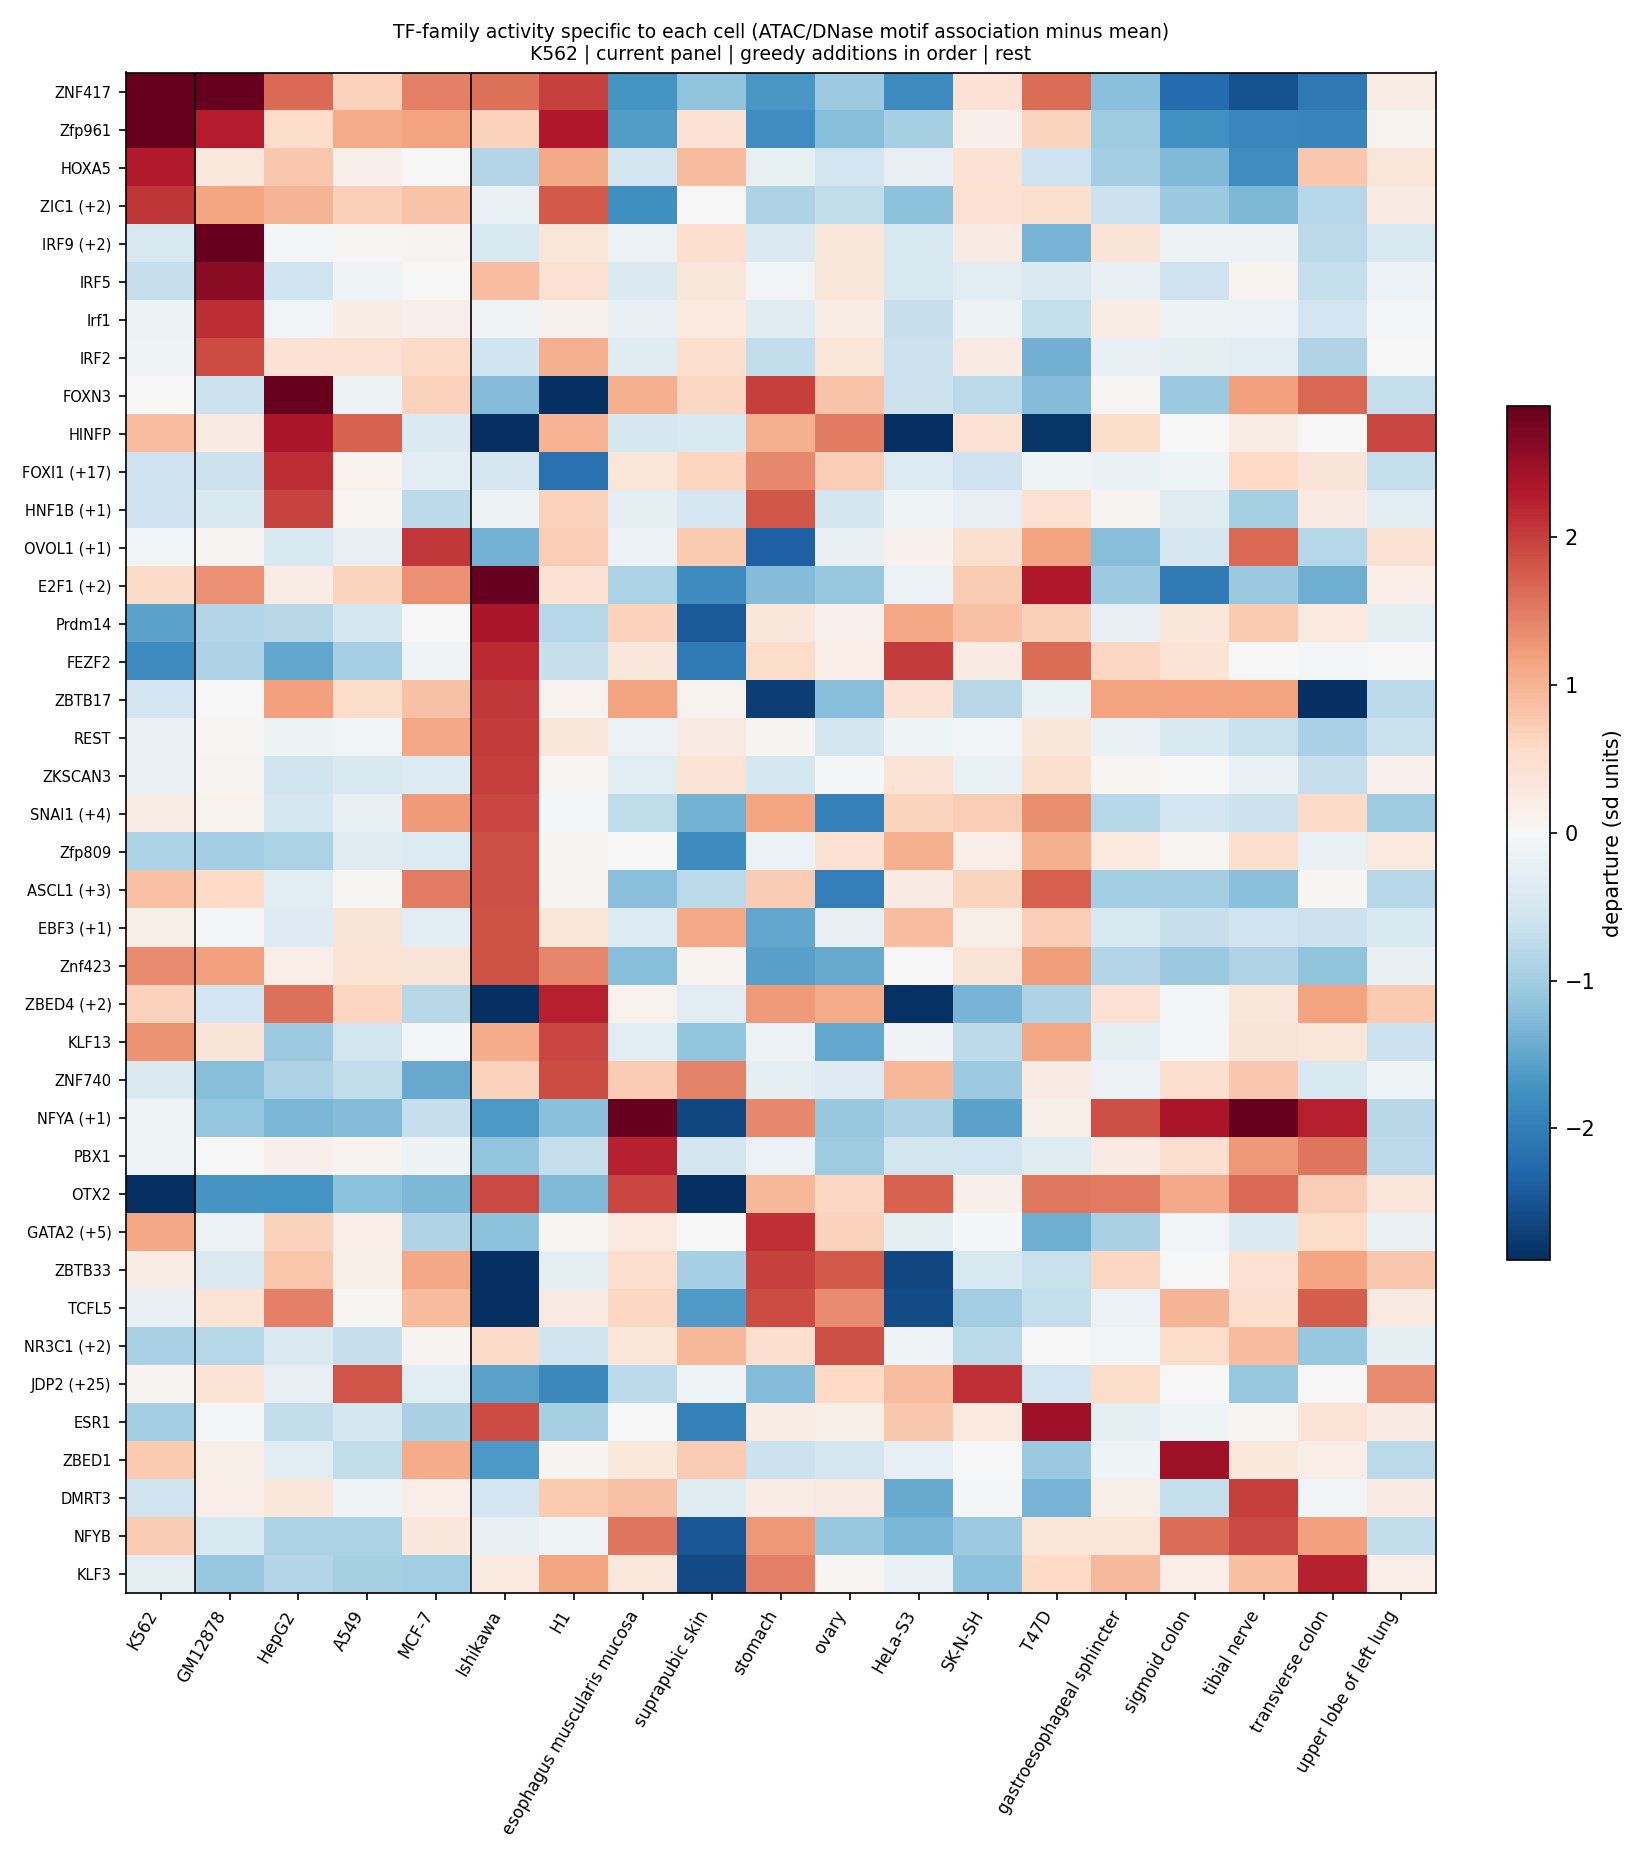 TF-family activity specific to each cell (ATAC/DNase motif association minus mean)
K562 | current panel | greedy additions in order | rest
ZNF417
Zfp961
HOXA5
ZIC1 (+2)
IRF9 (+2)
IRF5
Irf1
IRF2
FOXN3
HINFP
FOXI1 (+17)
HNF1B (+1)
OVOL1 (+1)
E2F1 (+2)
Prdm14
FEZF2
ZBTB17
REST
ZKSCAN3
SNAI1 (+4)
Zfp809
ASCL1 (+3)
EBF3 (+1)
Znf423
ZBED4 (+2)
KLF13
ZNF740
NFYA (+1)
PBX1
OTX2
GATA2 (+5)
ZBTB33
TCFL5
NR3C1 (+2)
JDP2 (+25)
ESR1
ZBED1
DMRT3
NFYB
KLF3
K562
GM12878
HepG2
A549
MCF-7
Ishikawa
H1
esophagus muscularis mucosa
suprapubic skin
stomach
ovary
HeLa-S3
SK-N-SH
T47D
gastroesophageal sphincter
sigmoid colon
tibial nerve
transverse colon
upper lobe of left lung
2
1
0
−1
−2
departure (sd units)